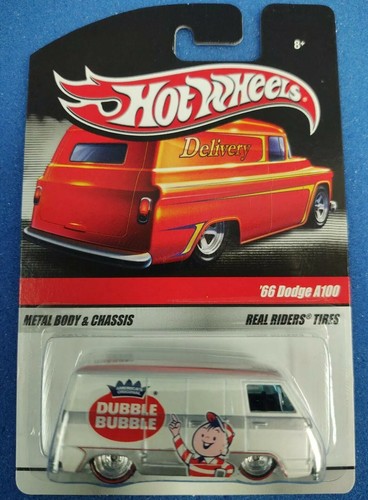 8+
Hot Wheels
Delivery
'66 Dodge A100
METAL BODY & CHASSIS
REAL RIDERS® TIRES
DUBBLE
BUBBLE